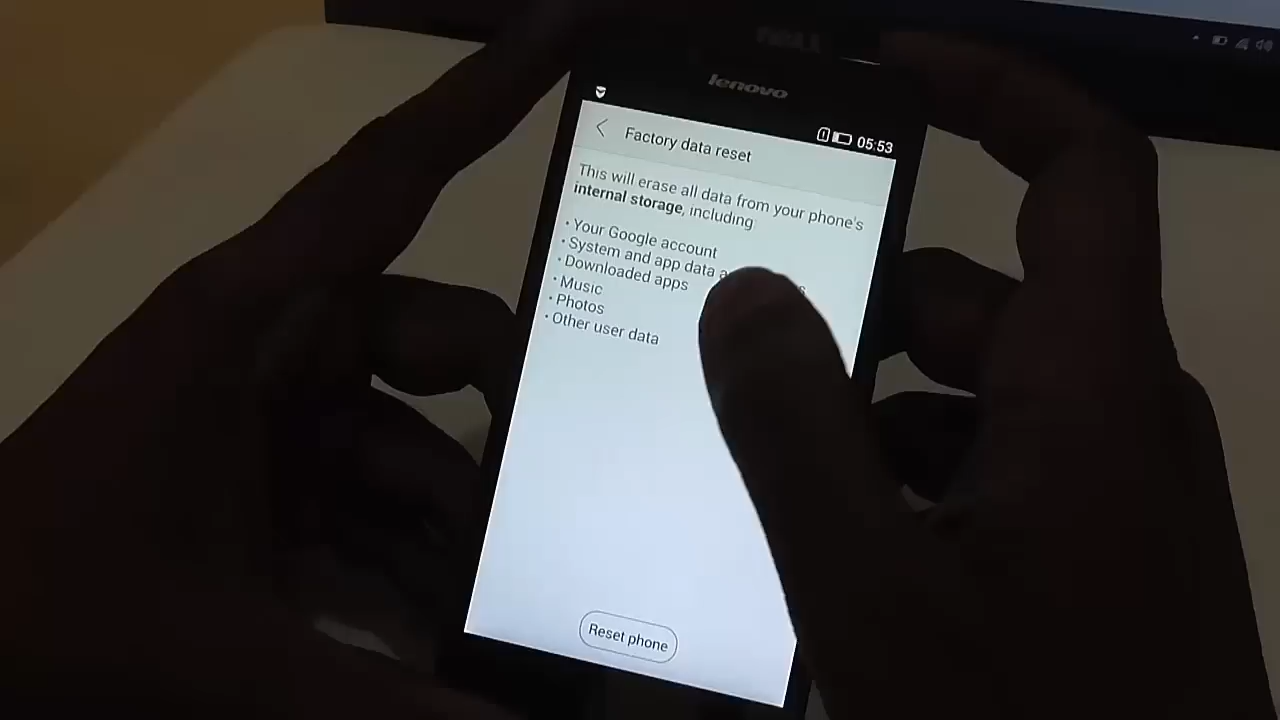 DELL
lenovo
05:53
Factory data reset
This will erase all data from your phone's
internal storage, including
• Your Google account
• System and app data
• Downloaded apps
• Music
• Photos
• Other user data
Reset phone